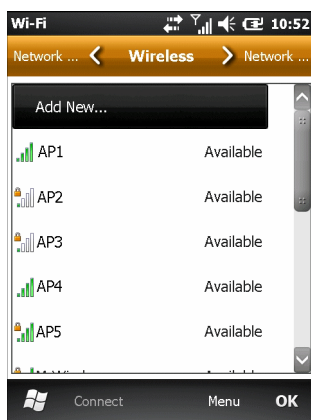 Wi-Fi 10:52
Network ... Wireless Network ...
Add New...
AP1 Available
AP2 Available
AP3 Available
AP4 Available
AP5 Available
Connect Menu OK